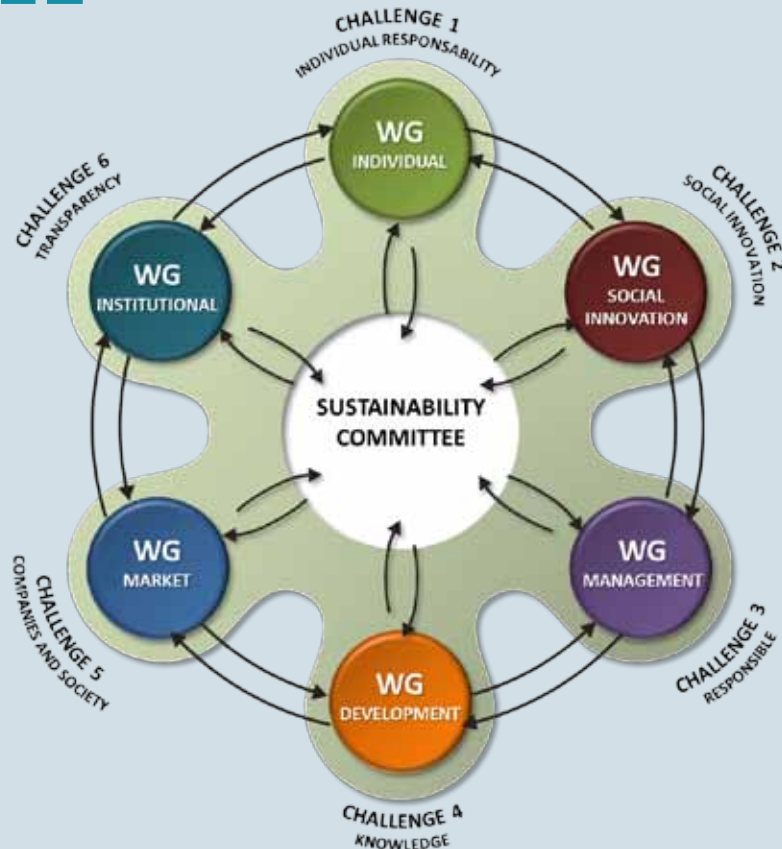 CHALLENGE 1
INDIVIDUAL RESPONSABILITY
WG
INDIVIDUAL
CHALLENGE 2
SOCIAL INNOVATION
WG
SOCIAL
INNOVATION
CHALLENGE 3
RESPONSIBLE
WG
MANAGEMENT
CHALLENGE 4
KNOWLEDGE
WG
DEVELOPMENT
CHALLENGE 5
COMPANIES AND SOCIETY
WG
MARKET
CHALLENGE 6
TRANSPARENCY
WG
INSTITUTIONAL
SUSTAINABILITY
COMMITTEE